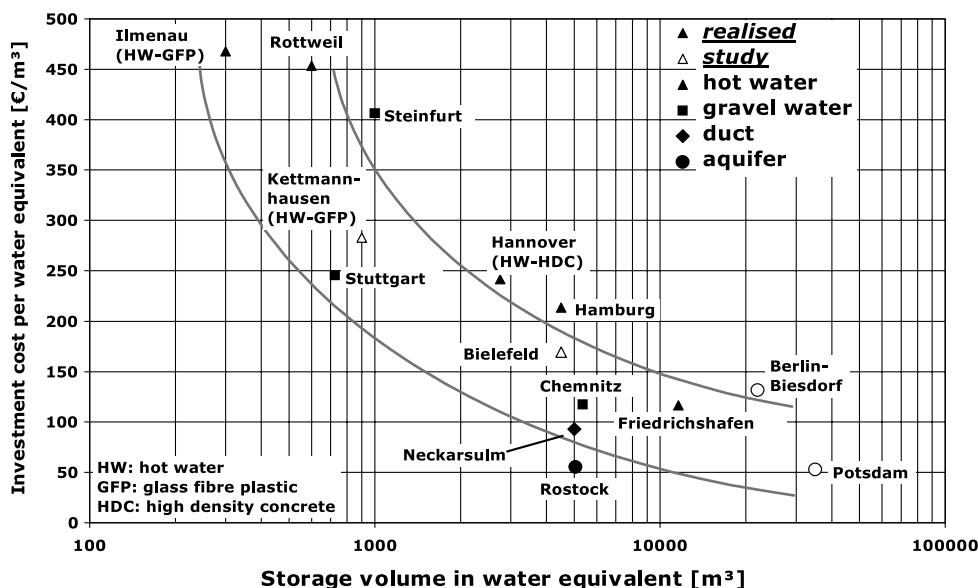 Investment cost per water equivalent [€/m³]
500
450
400
350
300
250
200
150
100
50
0
Ilmenau
(HW-GFP)
Rottweil
Steinfurt
Kettmann-
hausen
(HW-GFP)
Stuttgart
Hannover
(HW-HDC)
Hamburg
Bielefeld
Chemnitz
Berlin-
Biesdorf
Friedrichshafen
Neckarsulm
Rostock
Potsdam
realised
study
hot water
gravel water
duct
aquifer
HW: hot water
GFP: glass fibre plastic
HDC: high density concrete
100
1000
10000
100000
Storage volume in water equivalent [m³]